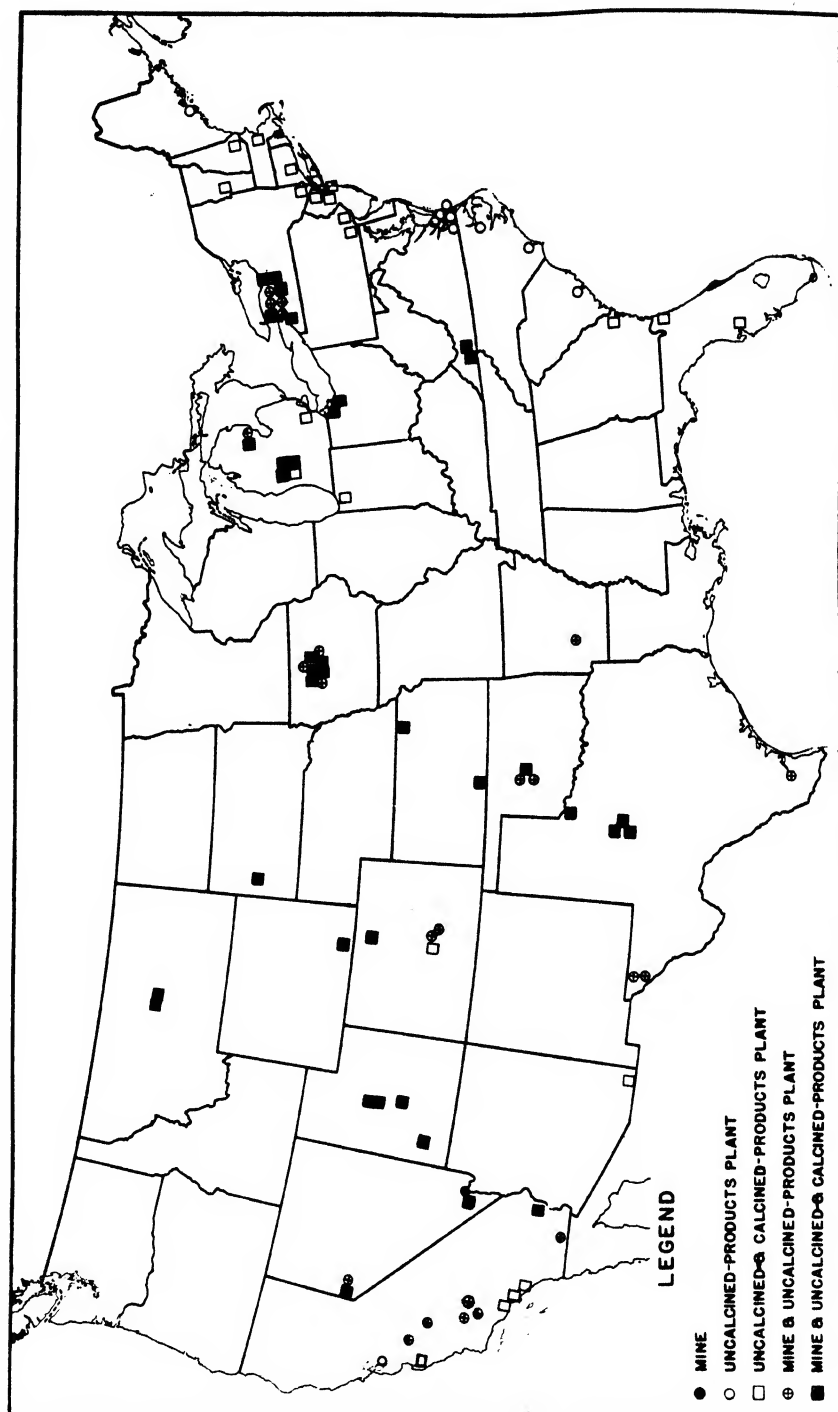 LEGEND
MINE
UNCALCINED-PRODUCTS PLANT
UNCALCINED-& CALCINED-PRODUCTS PLANT
MINE & UNCALCINED-PRODUCTS PLANT
MINE & UNCALCINED-& CALCINED-PRODUCTS PLANT